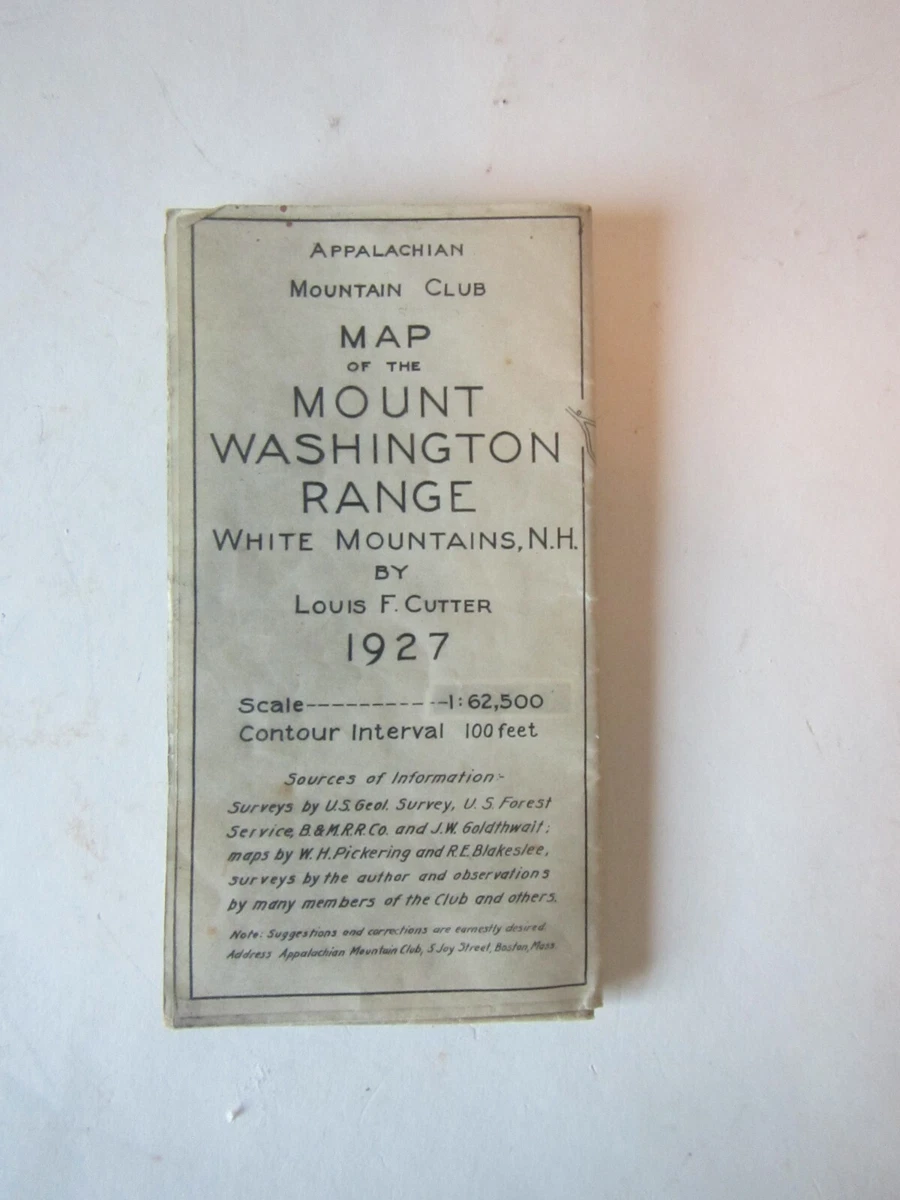 APPALACHIAN
MOUNTAIN CLUB
MAP
OF THE
MOUNT
WASHINGTON
RANGE
WHITE MOUNTAINS, N.H.
BY
LOUIS F. CUTTER
1927
Scale-----------1:62,500
Contour Interval 100 feet
Sources of Information:-
Surveys by U.S. Geol. Survey, U.S. Forest
Service, B.&M.R.R.Co. and J.W. Goldthwait;
maps by W.H. Pickering and R.E. Blakeslee,
surveys by the author and observations
by many members of the Club and others.
Note: Suggestions and corrections are earnestly desired.
Address Appalachian Mountain Club, 5 Joy Street, Boston, Mass.